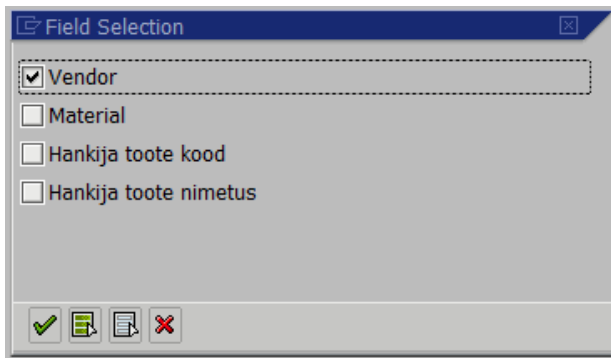 Field Selection
Vendor
Material
Hankija toote kood
Hankija toote nimetus